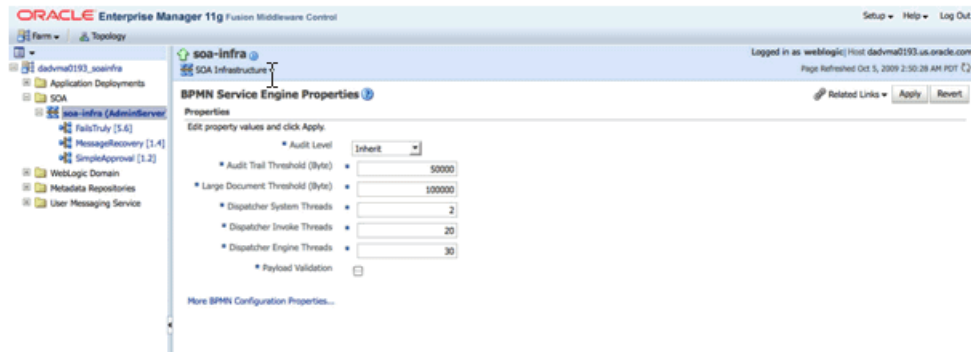 ORACLE Enterprise Manager 11g Fusion Middleware Control
Setup Help Log Out
Farm Topology
dadvma0193_soainfra
Application Deployments
SOA
soa-infra (AdminServer
FailsTruly [5.6]
MessageRecovery [1.4]
SimpleApproval [1.2]
WebLogic Domain
Metadata Repositories
User Messaging Service
soa-infra
Logged in as weblogic| Host dadvma0193.us.oracle.com
SOA Infrastructure
Page Refreshed Oct 5, 2009 2:50:28 AM PDT
BPMN Service Engine Properties
Related Links Apply Revert
Properties
Edit property values and click Apply.
* Audit Level Inherit
* Audit Trail Threshold (Byte) 50000
* Large Document Threshold (Byte) 100000
* Dispatcher System Threads 2
* Dispatcher Invoke Threads 20
* Dispatcher Engine Threads 30
* Payload Validation
More BPMN Configuration Properties...